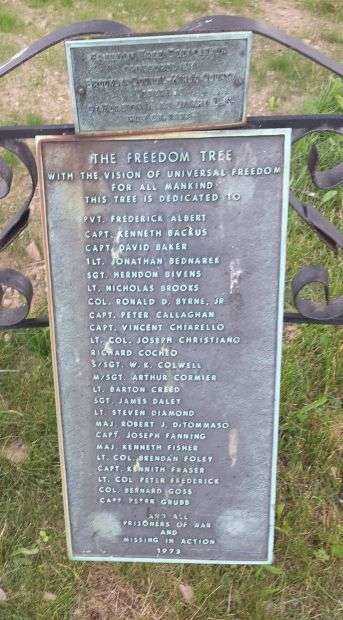 THE FREEDOM TREE
WITH THE VISION OF UNIVERSAL FREEDOM
FOR ALL MANKIND
THIS TREE IS DEDICATED TO
PVT. FREDERICK ALBERT
CAPT. KENNETH BACKUS
CAPT. DAVID BAKER
1LT. JONATHAN BEDNAREK
SGT. HERNDON BIVENS
LT. NICHOLAS BROOKS
COL. RONALD D. BYRNE, JR
CAPT. PETER CALLAGHAN
CAPT. VINCENT CHIARELLO
LT. COL. JOSEPH CHRISTIANO
RICHARD COCHEO
S/SGT. W. K. COLWELL
M/SGT. ARTHUR CORMIER
LT. BARTON CREED
SGT. JAMES DALEY
LT. STEVEN DIAMOND
MAJ. ROBERT J. DiTOMMASO
CAPT. JOSEPH FANNING
MAJ. KENNETH FISHER
LT. COL. BRENDAN FOLEY
CAPT. KENNITH FRASER
LT. COL PETER FREDERICK
COL. BERNARD GOSS
CAPT PETER GRUBB
AND ALL
PRISONERS OF WAR
AND
MISSING IN ACTION
1973